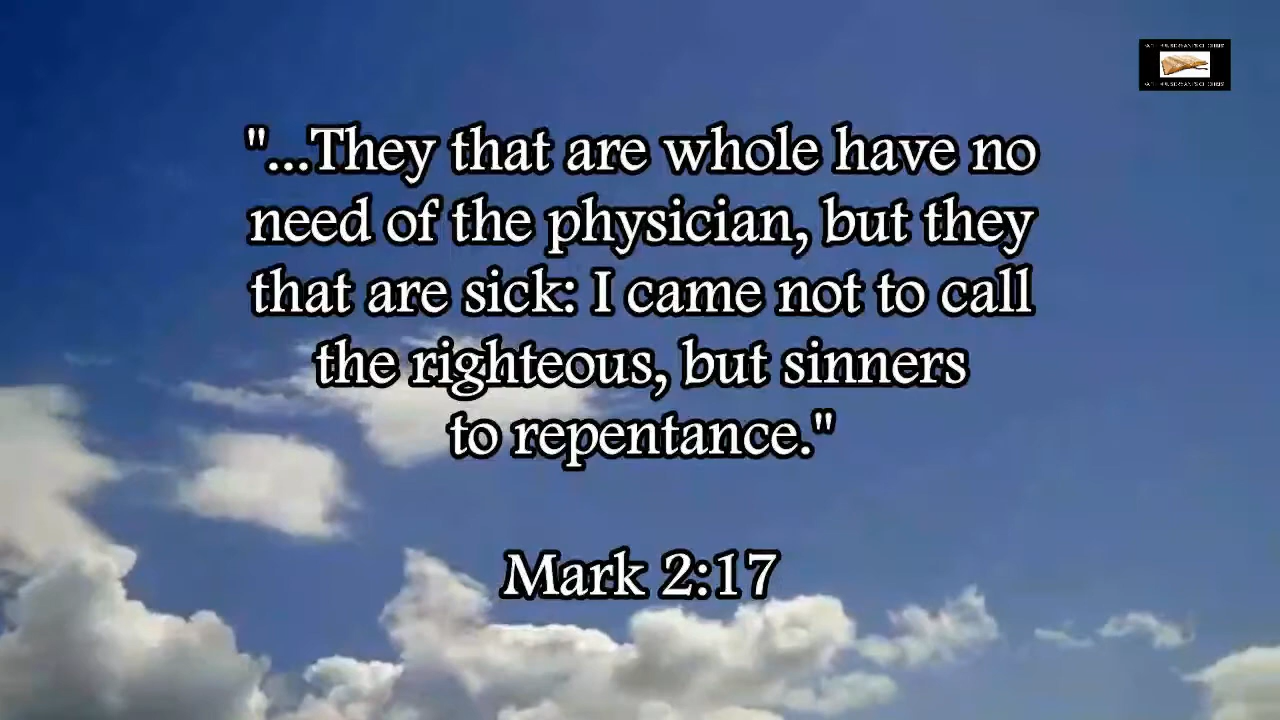 "...They that are whole have no
need of the physician, but they
that are sick: I came not to call
the righteous, but sinners
to repentance."
Mark 2:17